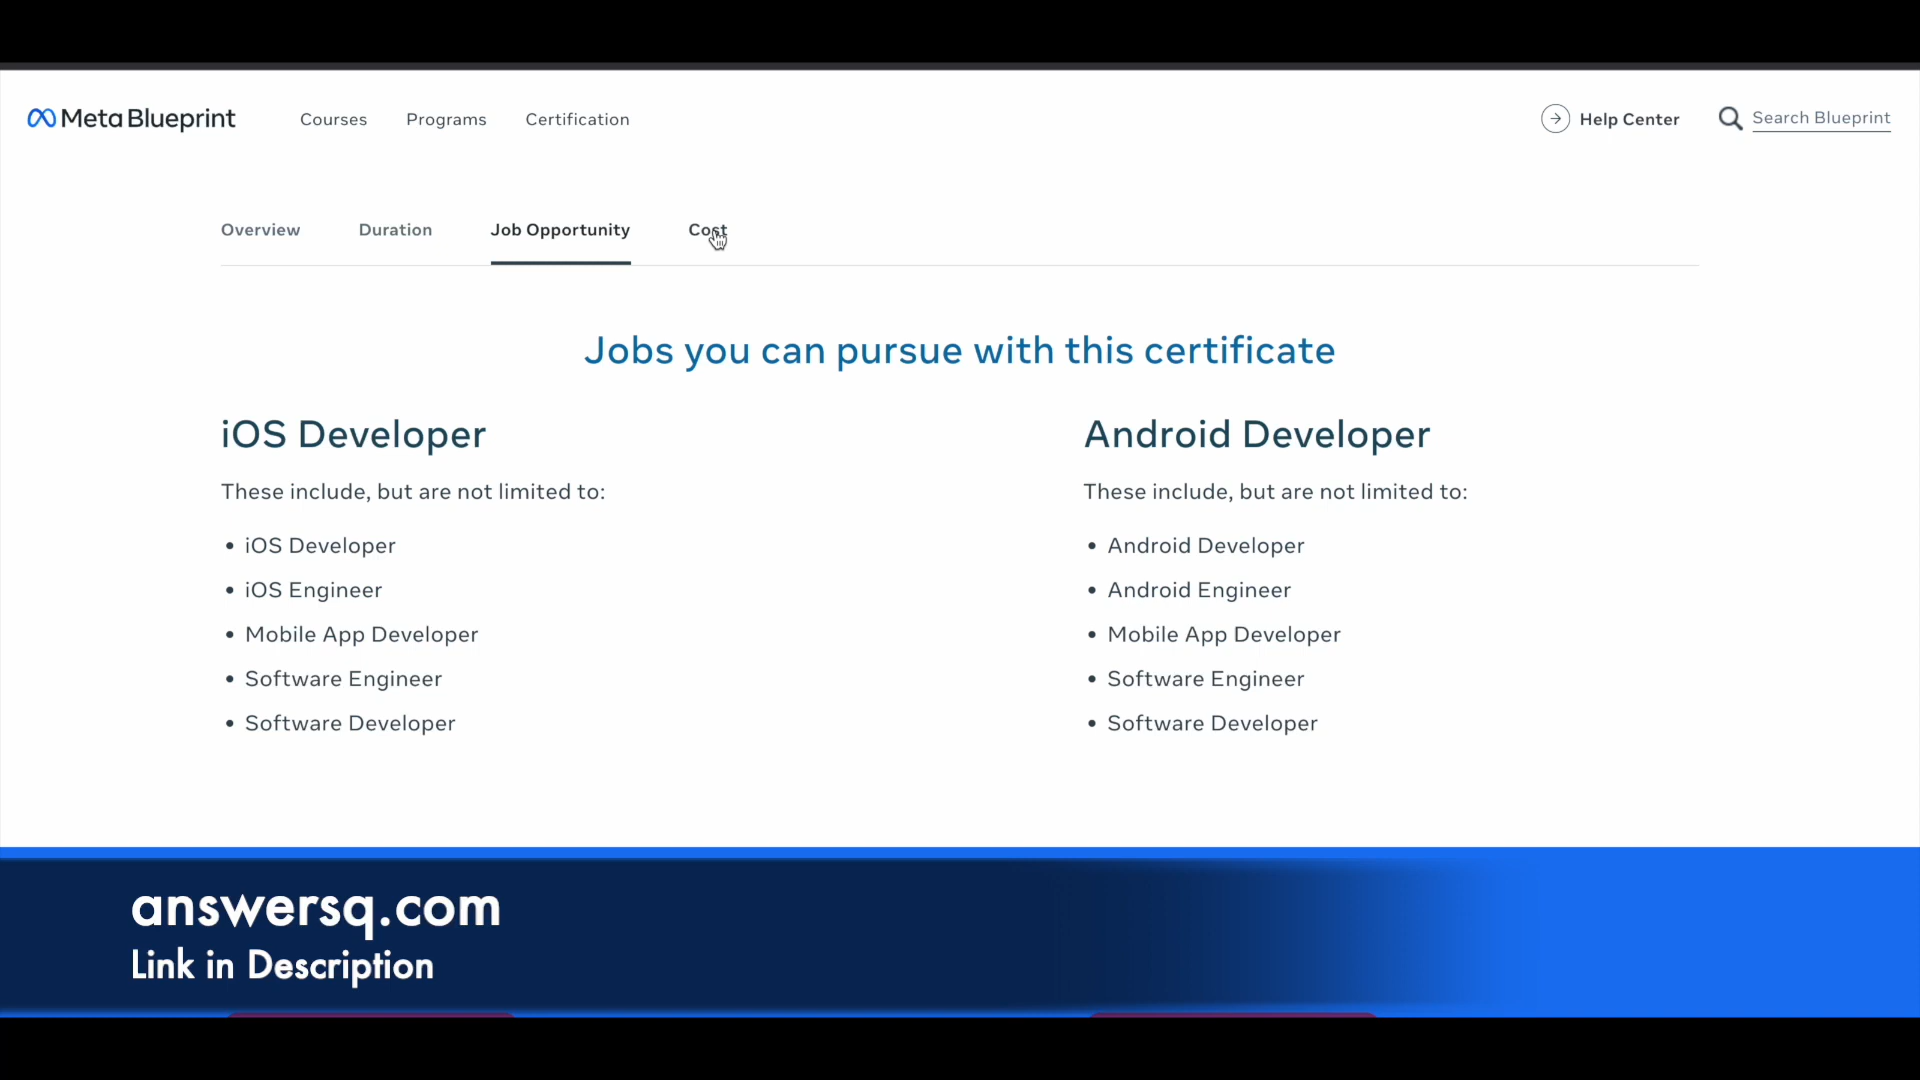 Meta Blueprint
Courses Programs Certification
Help Center
Search Blueprint
Overview Duration Job Opportunity Cost
Jobs you can pursue with this certificate
iOS Developer
These include, but are not limited to:
• iOS Developer
• iOS Engineer
• Mobile App Developer
• Software Engineer
• Software Developer
Android Developer
These include, but are not limited to:
• Android Developer
• Android Engineer
• Mobile App Developer
• Software Engineer
• Software Developer
answersq.com
Link in Description